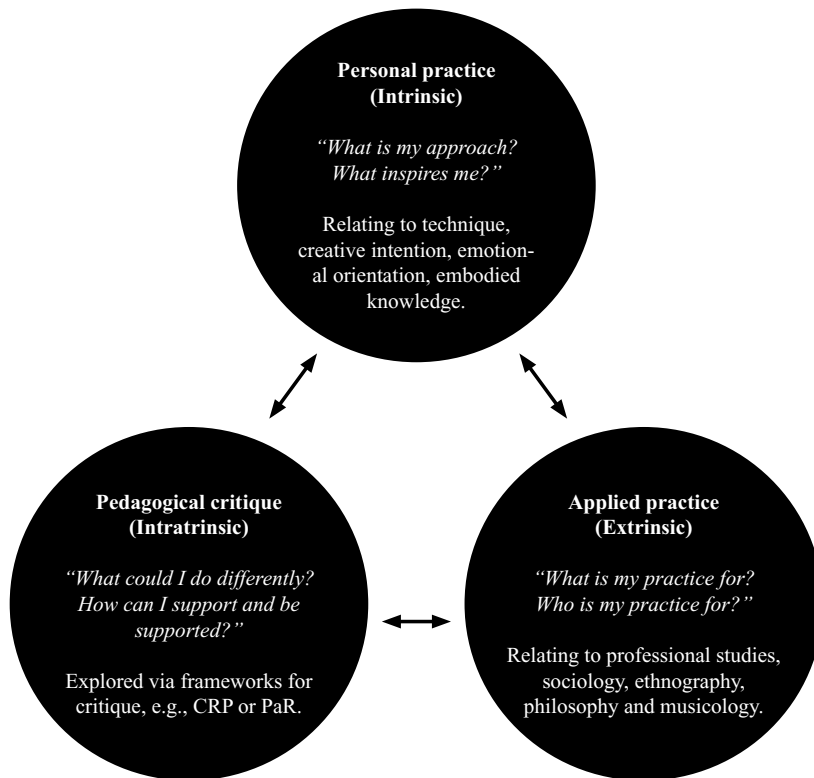 Personal practice
(Intrinsic)
“What is my approach?
What inspires me?”
Relating to technique,
creative intention, emotion-
al orientation, embodied
knowledge.
Pedagogical critique
(Intratrinsic)
“What could I do differently?
How can I support and be
supported?”
Explored via frameworks for
critique, e.g., CRP or PaR.
Applied practice
(Extrinsic)
“What is my practice for?
Who is my practice for?”
Relating to professional studies,
sociology, ethnography,
philosophy and musicology.